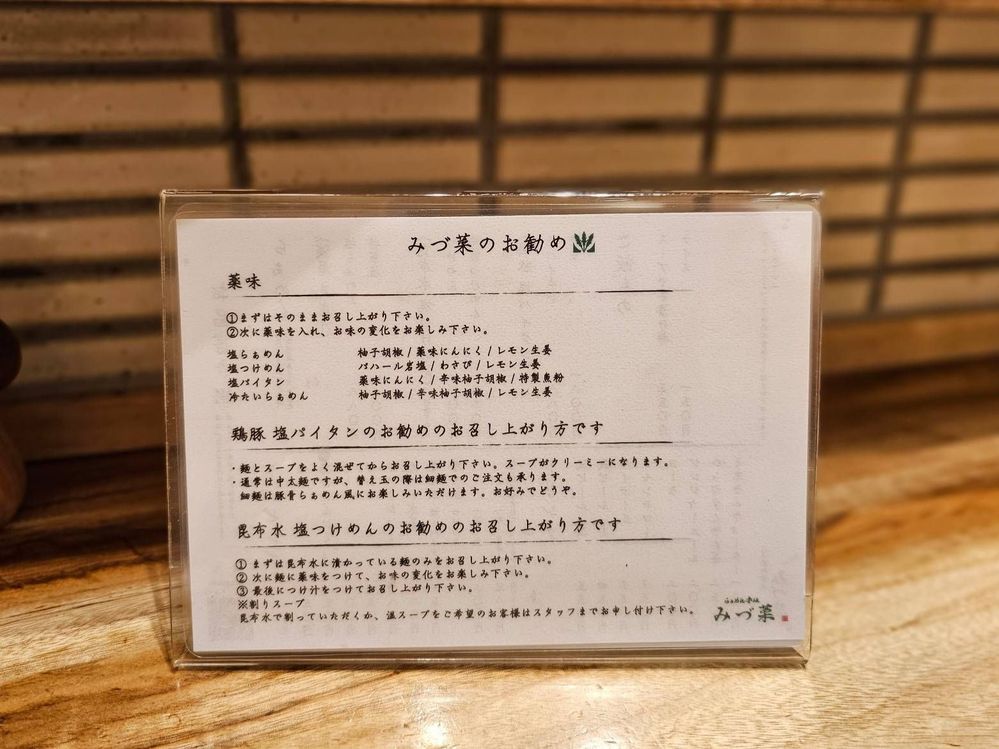 みづ菜のお勧め
薬味
①まずはそのままお召し上がり下さい。
②次に薬味を入れ、お味の変化をお楽しみ下さい。
塩らぁめん 柚子胡椒 / 薬味にんにく / レモン生姜
塩つけめん パハール岩塩 / わさび / レモン生姜
塩パイタン 薬味にんにく / 辛味柚子胡椒 / 特製魚粉
冷たいらぁめん 柚子胡椒 / 辛味柚子胡椒 / レモン生姜
鶏豚 塩パイタンのお勧めのお召し上がり方です
・麺とスープをよく混ぜてからお召し上がり下さい。スープがクリーミーになります。
・通常は中太麺ですが、替え玉の際は細麺でのご注文も承ります。
細麺は豚骨らぁめん風にお楽しみいただけます。お好みでどうや。
昆布水 塩つけめんのお勧めのお召し上がり方です
① まずは昆布水に漬かっている麺のみをお召し上がり下さい。
② 次に麺に薬味をつけて、お味の変化をお楽しみ下さい。
③ 最後につけ汁をつけてお召し上がり下さい。
※割りスープ
昆布水で割っていただくか、温スープをご希望のお客様はスタッフまでお申し付け下さい。
みづ菜